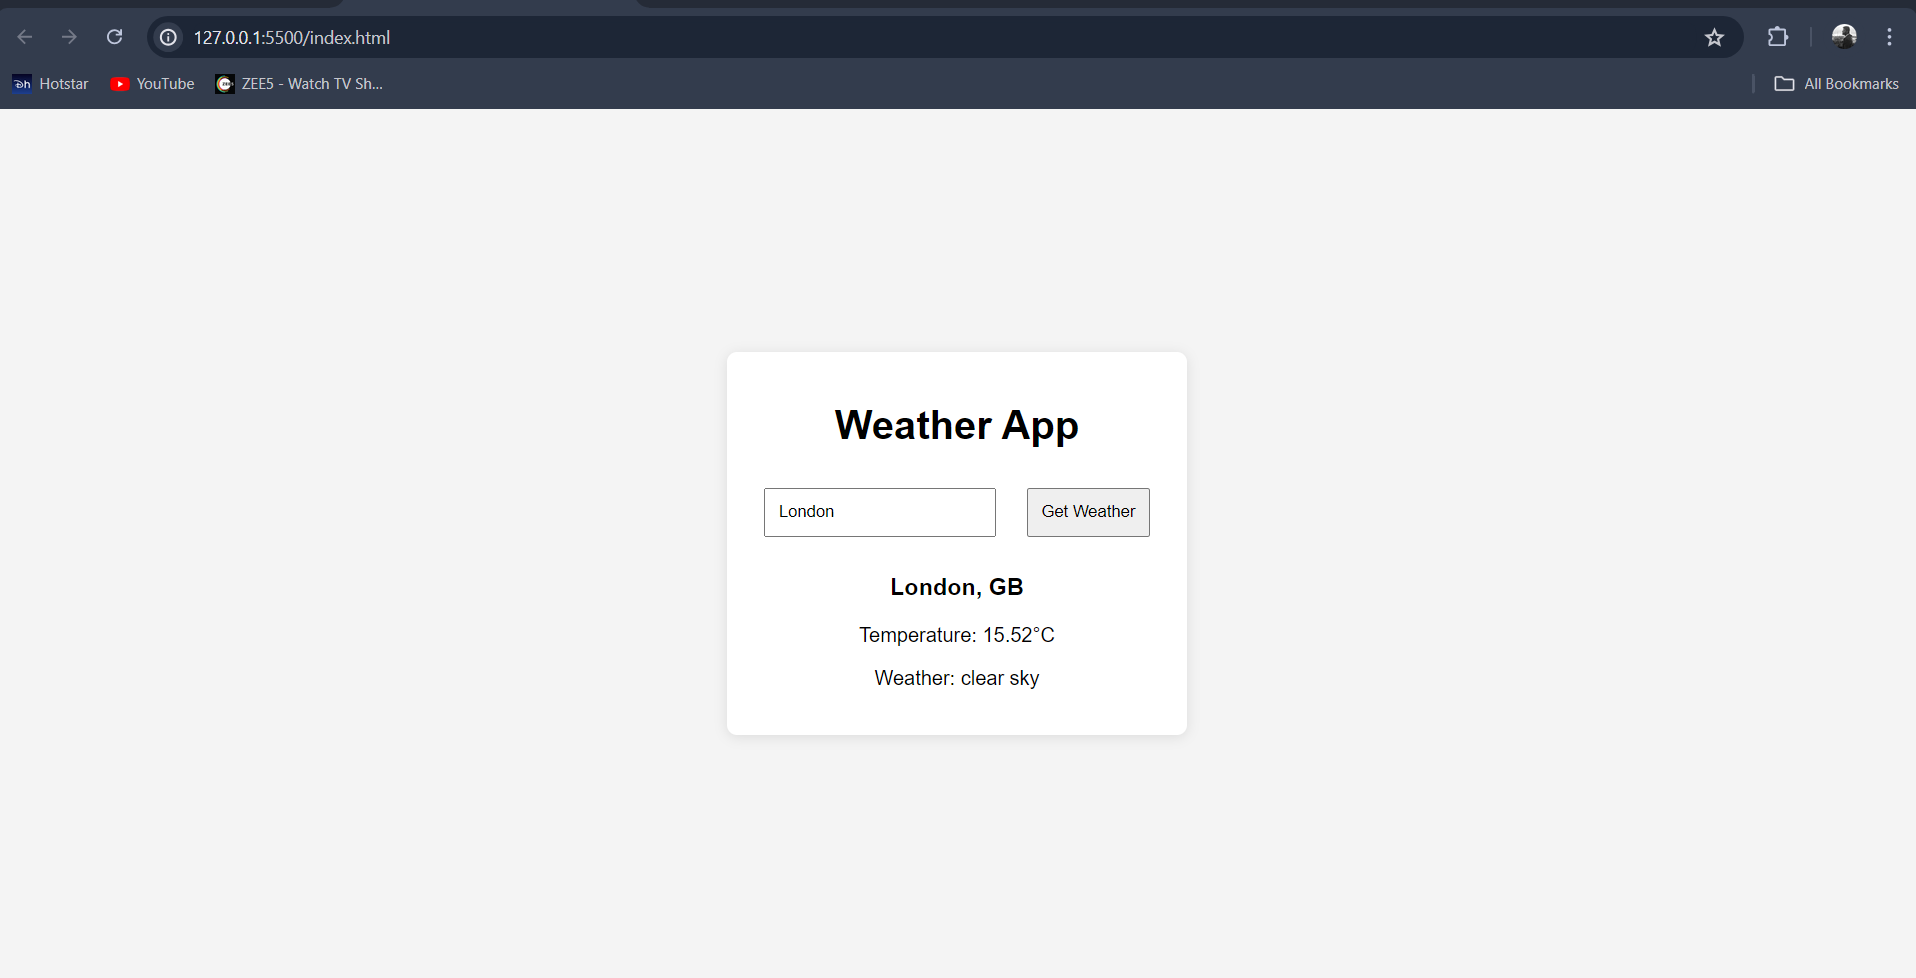 127.0.0.1:5500/index.html
Hotstar YouTube ZEE5 - Watch TV Sh... All Bookmarks
Weather App
London Get Weather
London, GB
Temperature: 15.52°C
Weather: clear sky